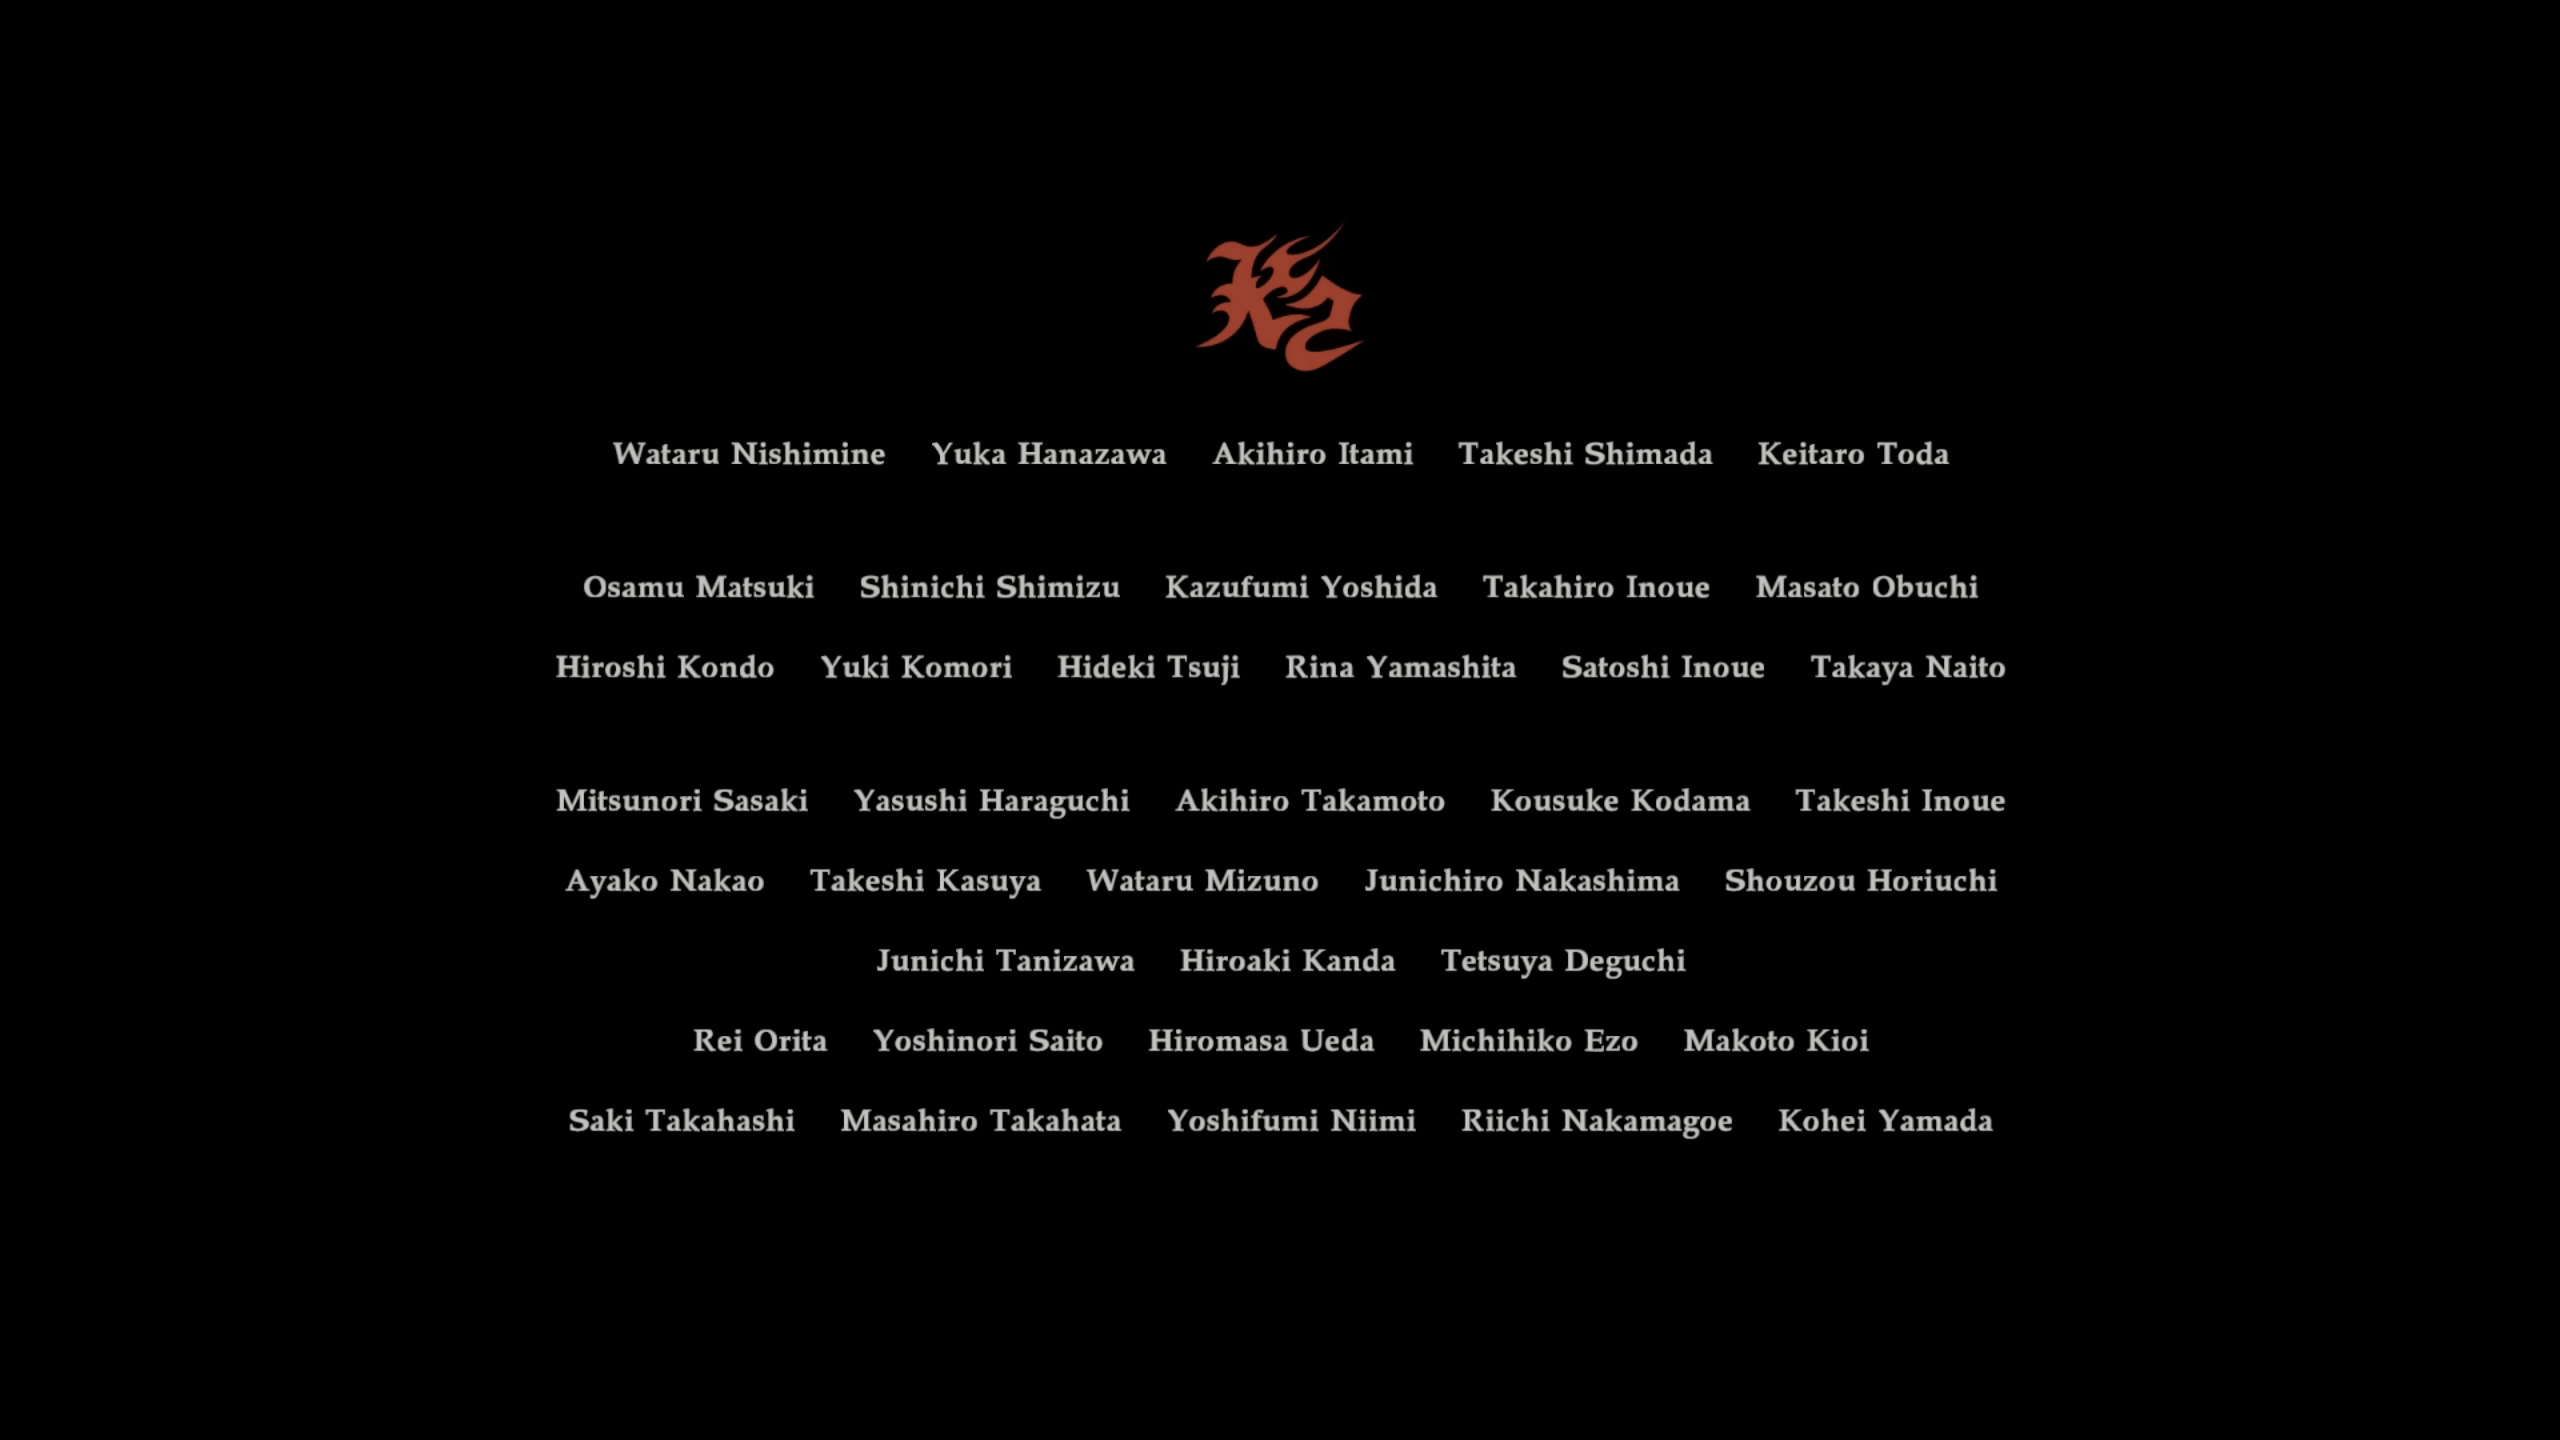 K2
Wataru Nishimine Yuka Hanazawa Akihiro Itami Takeshi Shimada Keitaro Toda
Osamu Matsuki Shinichi Shimizu Kazufumi Yoshida Takahiro Inoue Masato Obuchi
Hiroshi Kondo Yuki Komori Hideki Tsuji Rina Yamashita Satoshi Inoue Takaya Naito
Mitsunori Sasaki Yasushi Haraguchi Akihiro Takamoto Kousuke Kodama Takeshi Inoue
Ayako Nakao Takeshi Kasuya Wataru Mizuno Junichiro Nakashima Shouzou Horiuchi
Junichi Tanizawa Hiroaki Kanda Tetsuya Deguchi
Rei Orita Yoshinori Saito Hiromasa Ueda Michihiko Ezo Makoto Kioi
Saki Takahashi Masahiro Takahata Yoshifumi Niimi Riichi Nakamagoe Kohei Yamada